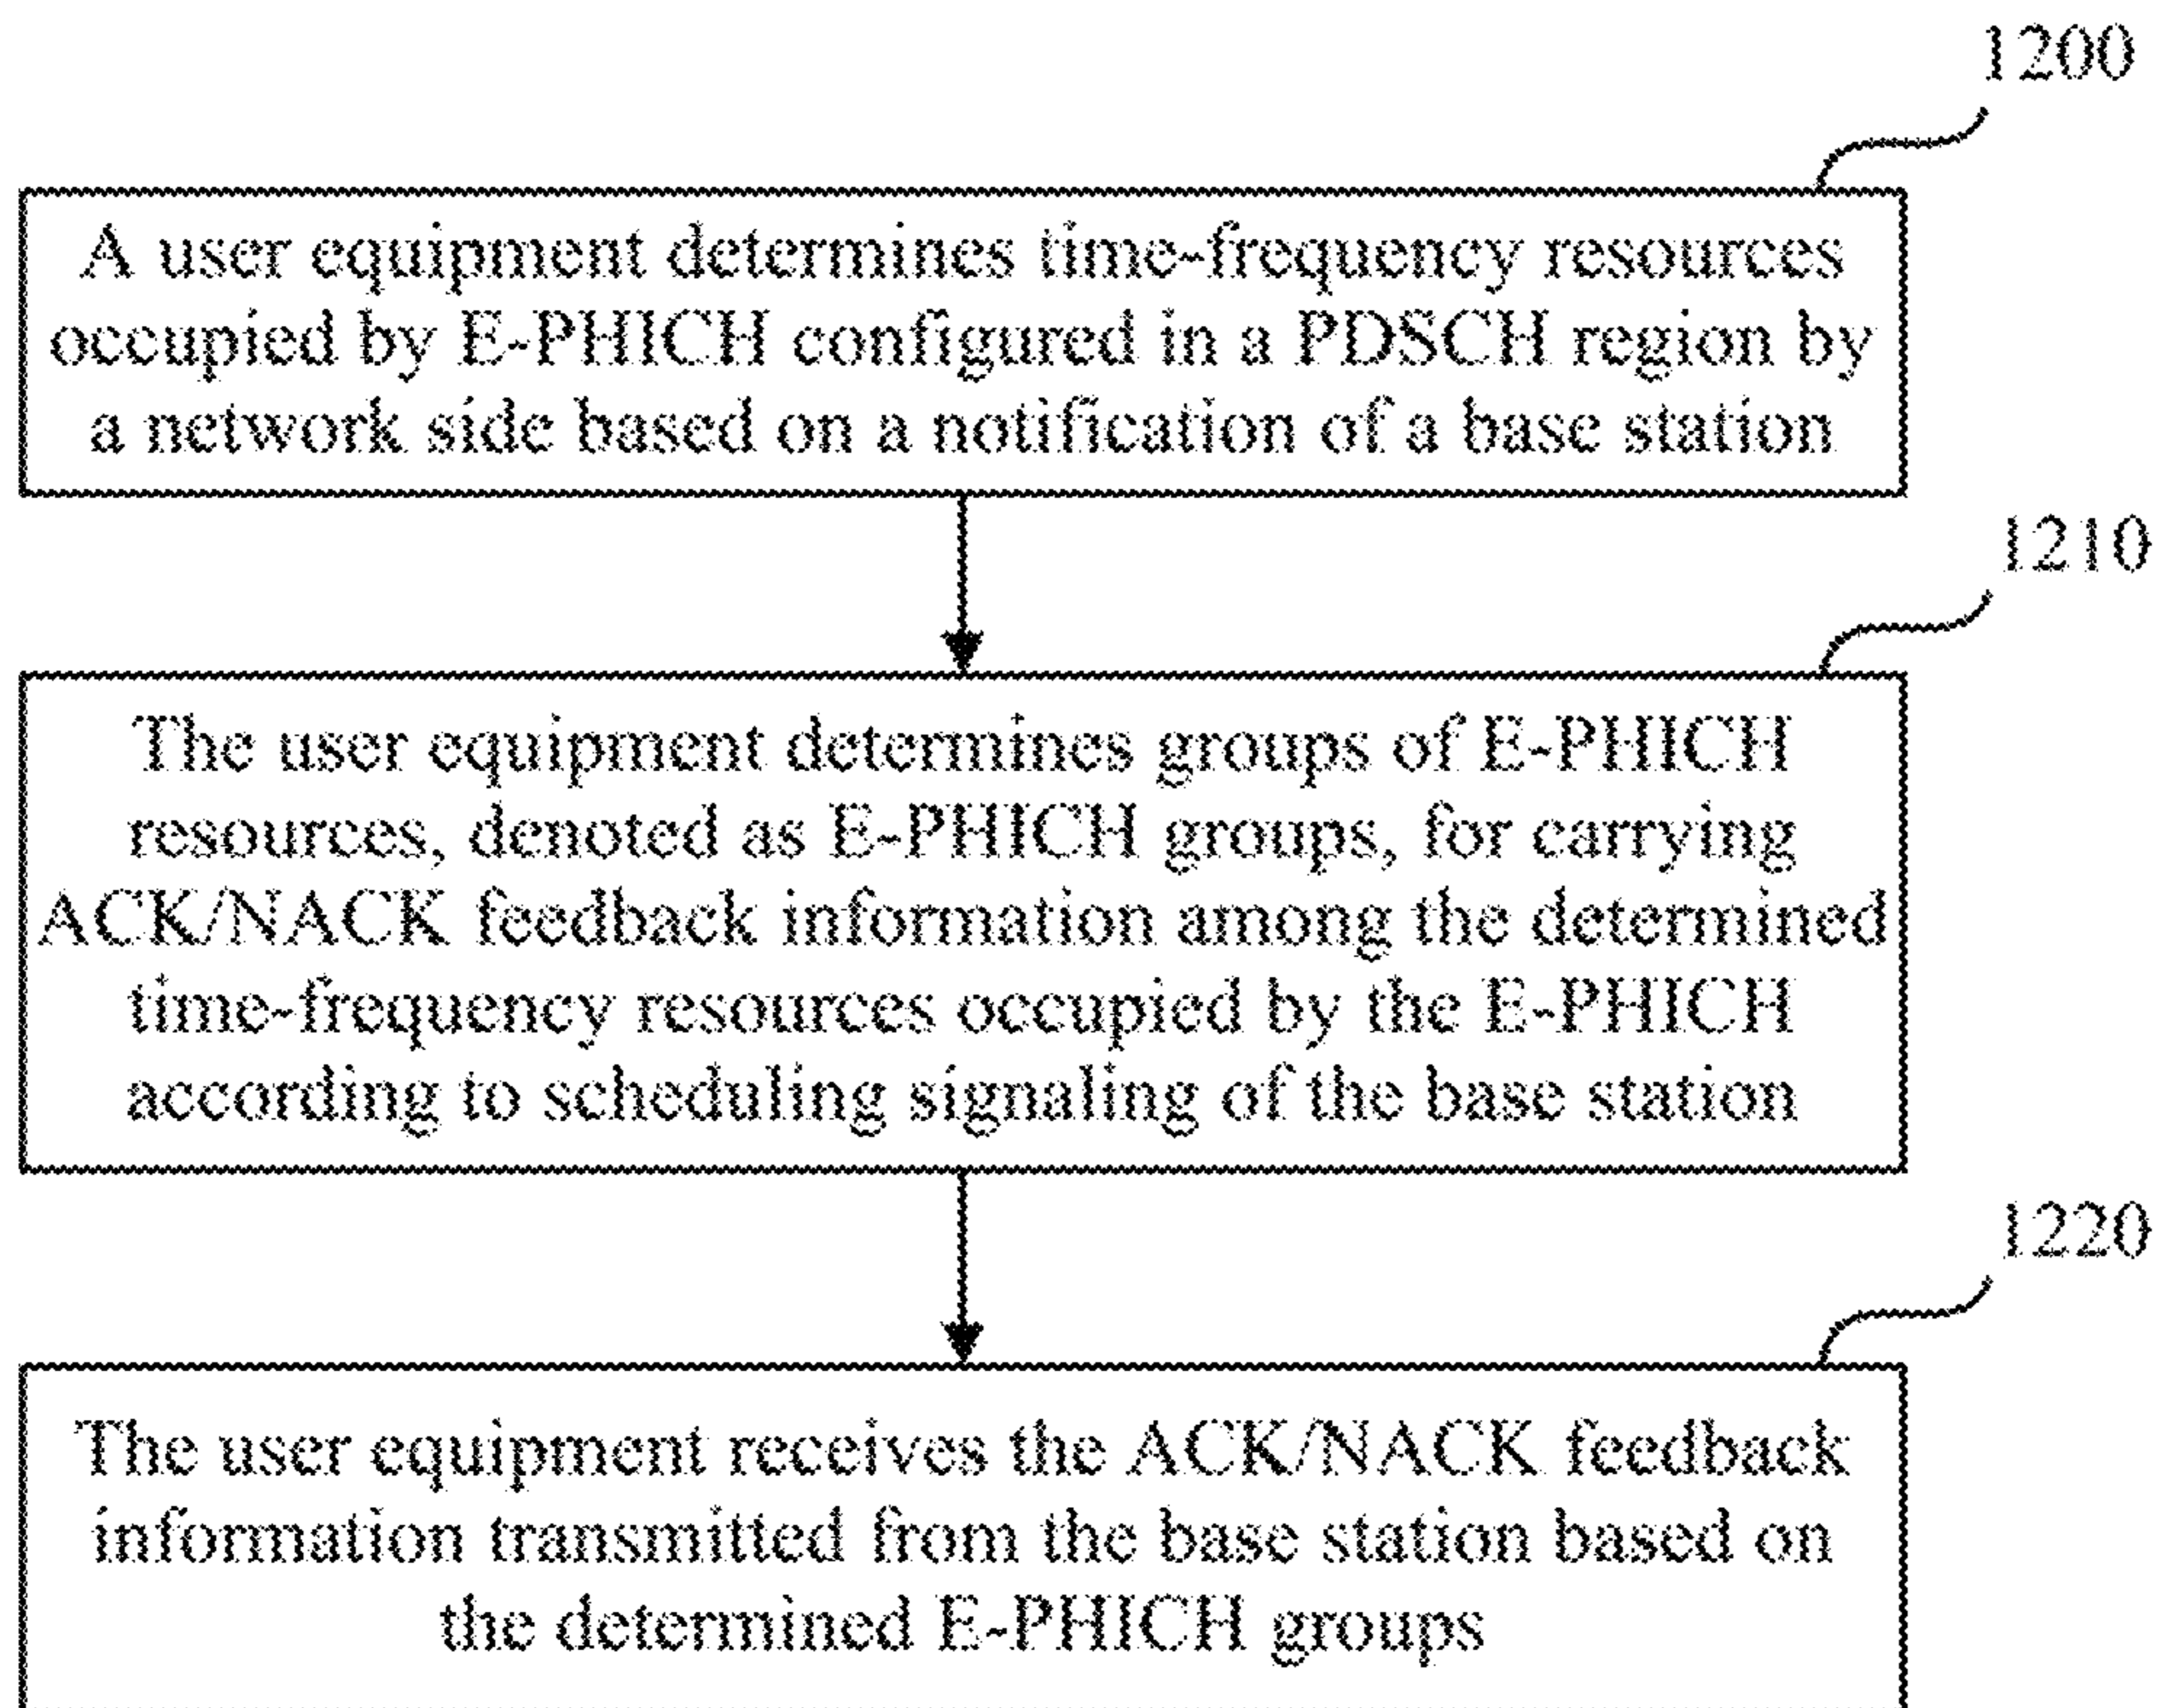 1200
A user equipment determines time-frequency resources
occupied by E-PHICH configured in a PDSCH region by
a network side based on a notification of a base station
1210
The user equipment determines groups of E-PHICH
resources, denoted as E-PHICH groups, for carrying
ACK/NACK feedback information among the determined
time-frequency resources occupied by the E-PHICH
according to scheduling signaling of the base station
1220
The user equipment receives the ACK/NACK feedback
information transmitted from the base station based on
the determined E-PHICH groups